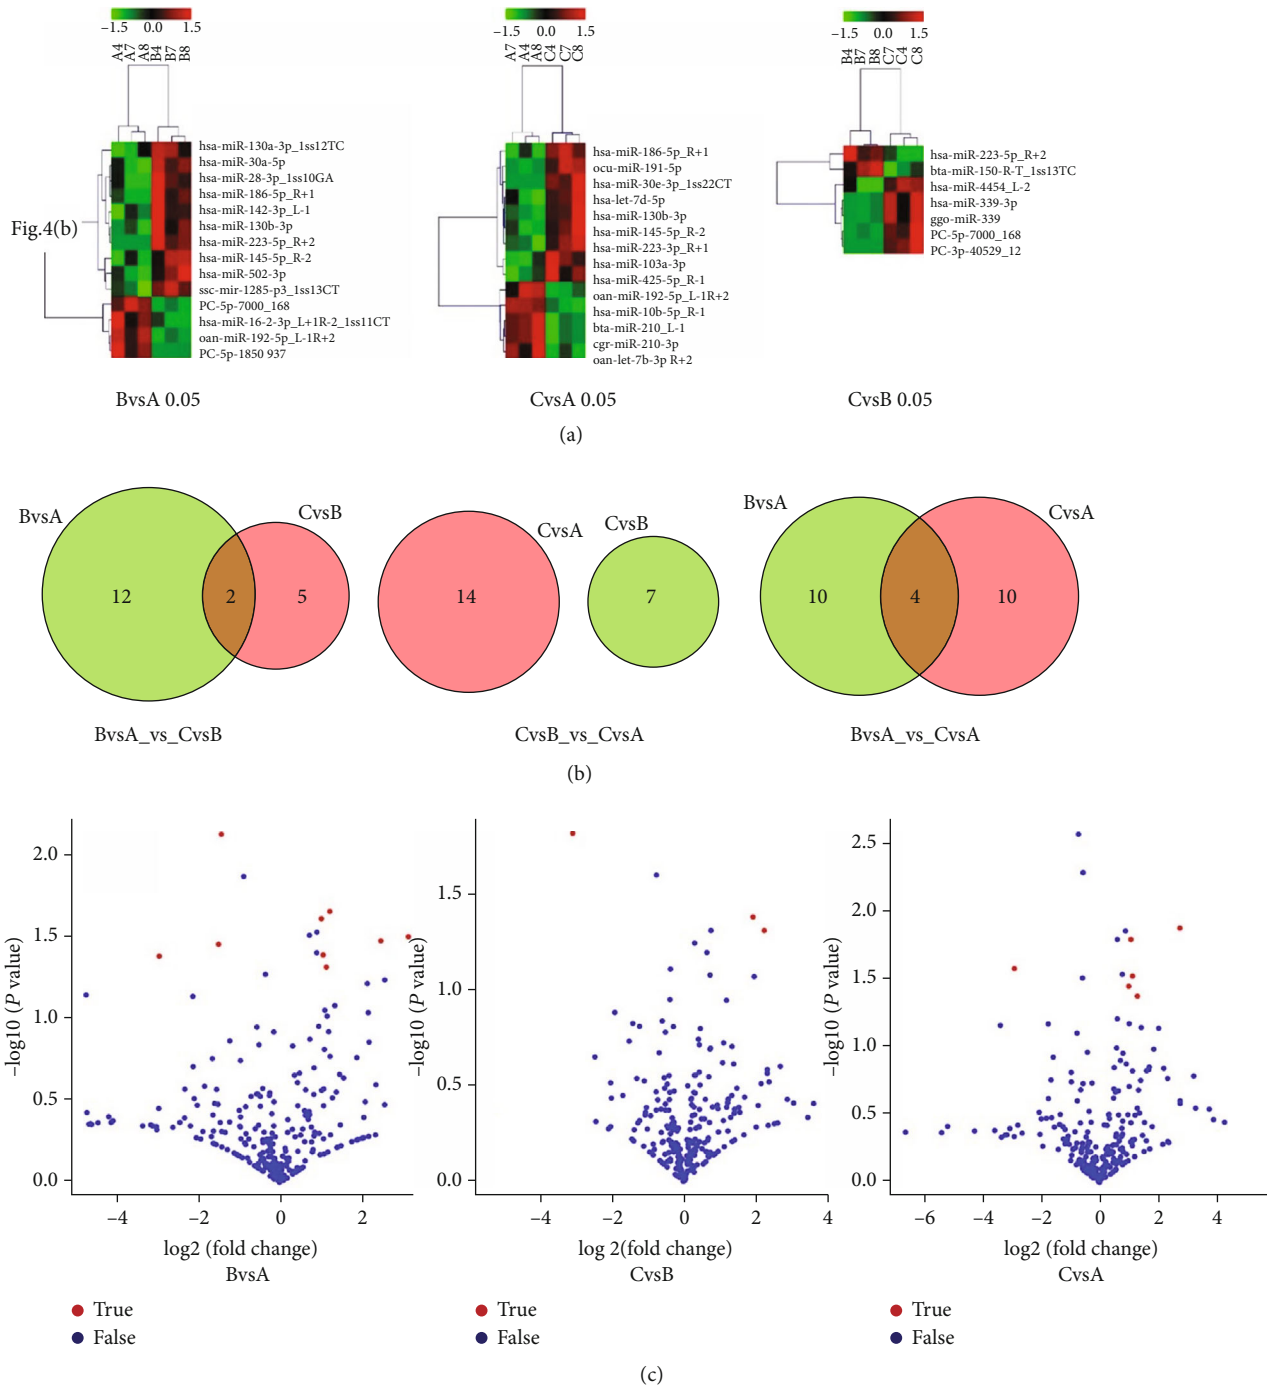 −1.5 0.0 1.5
A4 A7 A8 B4 B7 B8
hsa-miR-130a-3p_1ss12TC
hsa-miR-30a-5p
hsa-miR-28-3p_1ss10GA
hsa-miR-186-5p_R+1
hsa-miR-142-3p_L-1
hsa-miR-130b-3p
hsa-miR-223-5p_R+2
hsa-miR-145-5p_R-2
hsa-miR-502-3p
ssc-mir-1285-p3_1ss13CT
PC-5p-7000_168
hsa-miR-16-2-3p_L+1R-2_1ss11CT
oan-miR-192-5p_L-1R+2
PC-5p-1850 937
Fig.4(b)
BvsA 0.05
−1.5 0.0 1.5
A7 A4 A8 C4 C7 C8
hsa-miR-186-5p_R+1
ocu-miR-191-5p
hsa-miR-30e-3p_1ss22CT
hsa-let-7d-5p
hsa-miR-130b-3p
hsa-miR-145-5p_R-2
hsa-miR-223-3p_R+1
hsa-miR-103a-3p
hsa-miR-425-5p_R-1
oan-miR-192-5p_L-1R+2
hsa-miR-10b-5p_R-1
bta-miR-210_L-1
cgr-miR-210-3p
oan-let-7b-3p R+2
CvsA 0.05
−1.5 0.0 1.5
B4 B7 B8 C7 C4 C8
hsa-miR-223-5p_R+2
bta-miR-150-R-T_1ss13TC
hsa-miR-4454_L-2
hsa-miR-339-3p
ggo-miR-339
PC-5p-7000_168
PC-3p-40529_12
CvsB 0.05
(a)
BvsA
CvsB
12
2
5
BvsA_vs_CvsB
CvsA
CvsB
14
7
CvsB_vs_CvsA
BvsA
CvsA
10
4
10
BvsA_vs_CvsA
(b)
−log10 (P value)
2.0
1.5
1.0
0.5
0.0
−4 −2 0 2
log2 (fold change)
BvsA
True
False
−log10 (P value)
1.5
1.0
0.5
0.0
−4 −2 0 2 4
log 2(fold change)
CvsB
True
False
−log10 (P value)
2.5
2.0
1.5
1.0
0.5
0.0
−6 −4 −2 0 2 4
log2 (fold change)
CvsA
True
False
(c)